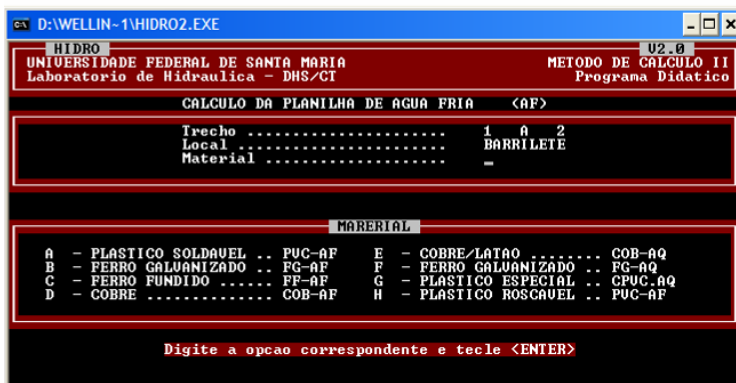 D:\WELLIN~1\HIDRO2.EXE
HIDRO V2.0
UNIVERSIDADE FEDERAL DE SANTA MARIA METODO DE CALCULO II
Laboratorio de Hidraulica - DHS/CT Programa Didatico
CALCULO DA PLANILHA DE AGUA FRIA <AF>
Trecho ...................... 1 A 2
Local ....................... BARRILETE
Material .................... _
MARERIAL
A - PLASTICO SOLDAVEL .. PVC-AF E - COBRE/LATAO ........ COB-AQ
B - FERRO GALVANIZADO .. FG-AF F - FERRO GALVANIZADO .. FG-AQ
C - FERRO FUNDIDO ...... FF-AF G - PLASTICO ESPECIAL .. CPVC.AQ
D - COBRE .............. COB-AF H - PLASTICO ROSCAVEL .. PVC-AF
Digite a opcao correspondente e tecle <ENTER>